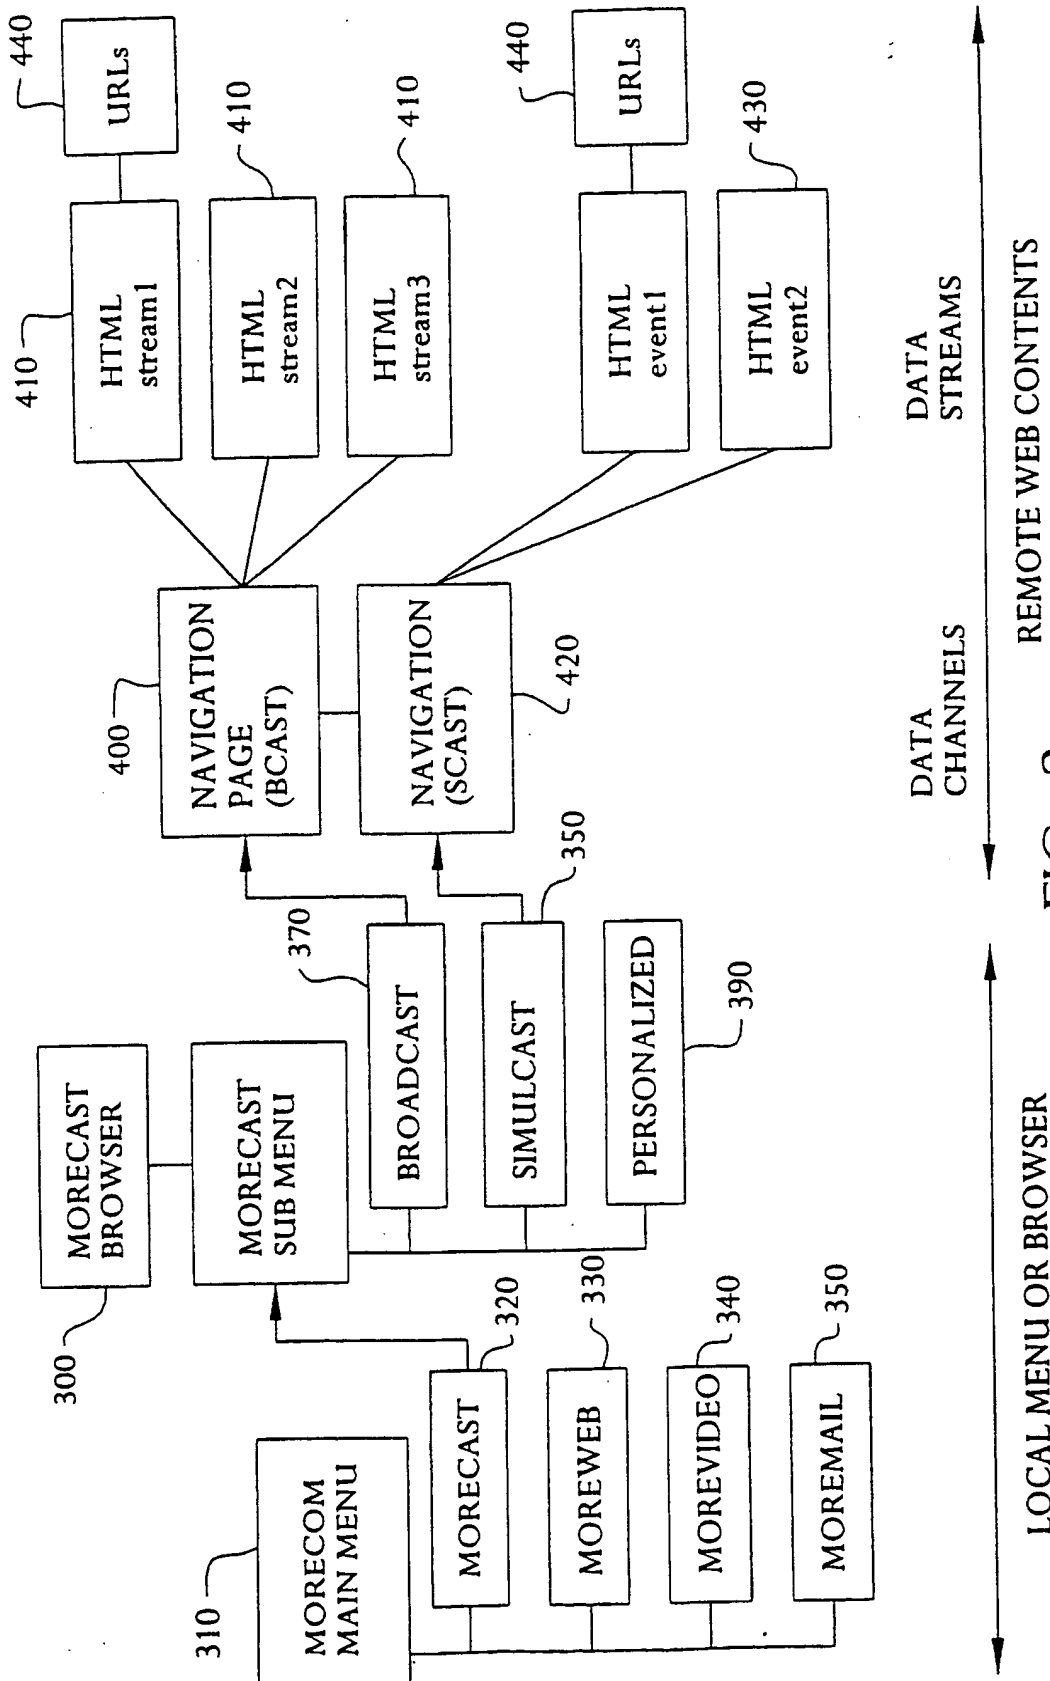 300
MORECAST
BROWSER
310
MORECOM
MAIN MENU
MORECAST
SUB MENU
320
MORECAST
330
MOREWEB
340
MOREVIDEO
350
MOREMAIL
370
BROADCAST
350
SIMULCAST
390
PERSONALIZED
400
NAVIGATION
PAGE
(BCAST)
420
NAVIGATION
(SCAST)
410
HTML
stream1
440
URLs
410
HTML
stream2
410
HTML
stream3
HTML
event1
440
URLs
430
HTML
event2
DATA
CHANNELS
DATA
STREAMS
LOCAL MENU OR BROWSER
REMOTE WEB CONTENTS